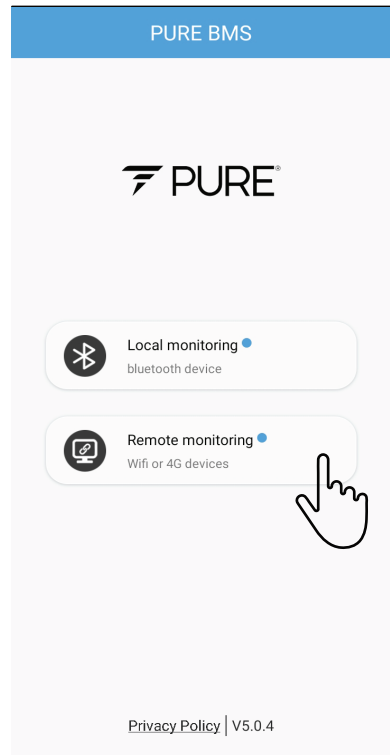 PURE BMS
PURE®
Local monitoring
bluetooth device
Remote monitoring
Wifi or 4G devices
Privacy Policy | V5.0.4